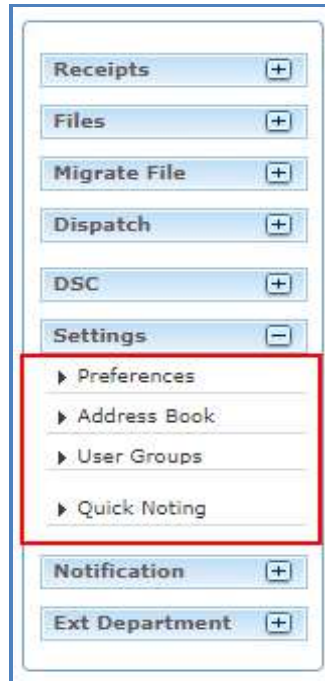 Receipts
Files
Migrate File
Dispatch
DSC
Settings
Preferences
Address Book
User Groups
Quick Noting
Notification
Ext Department